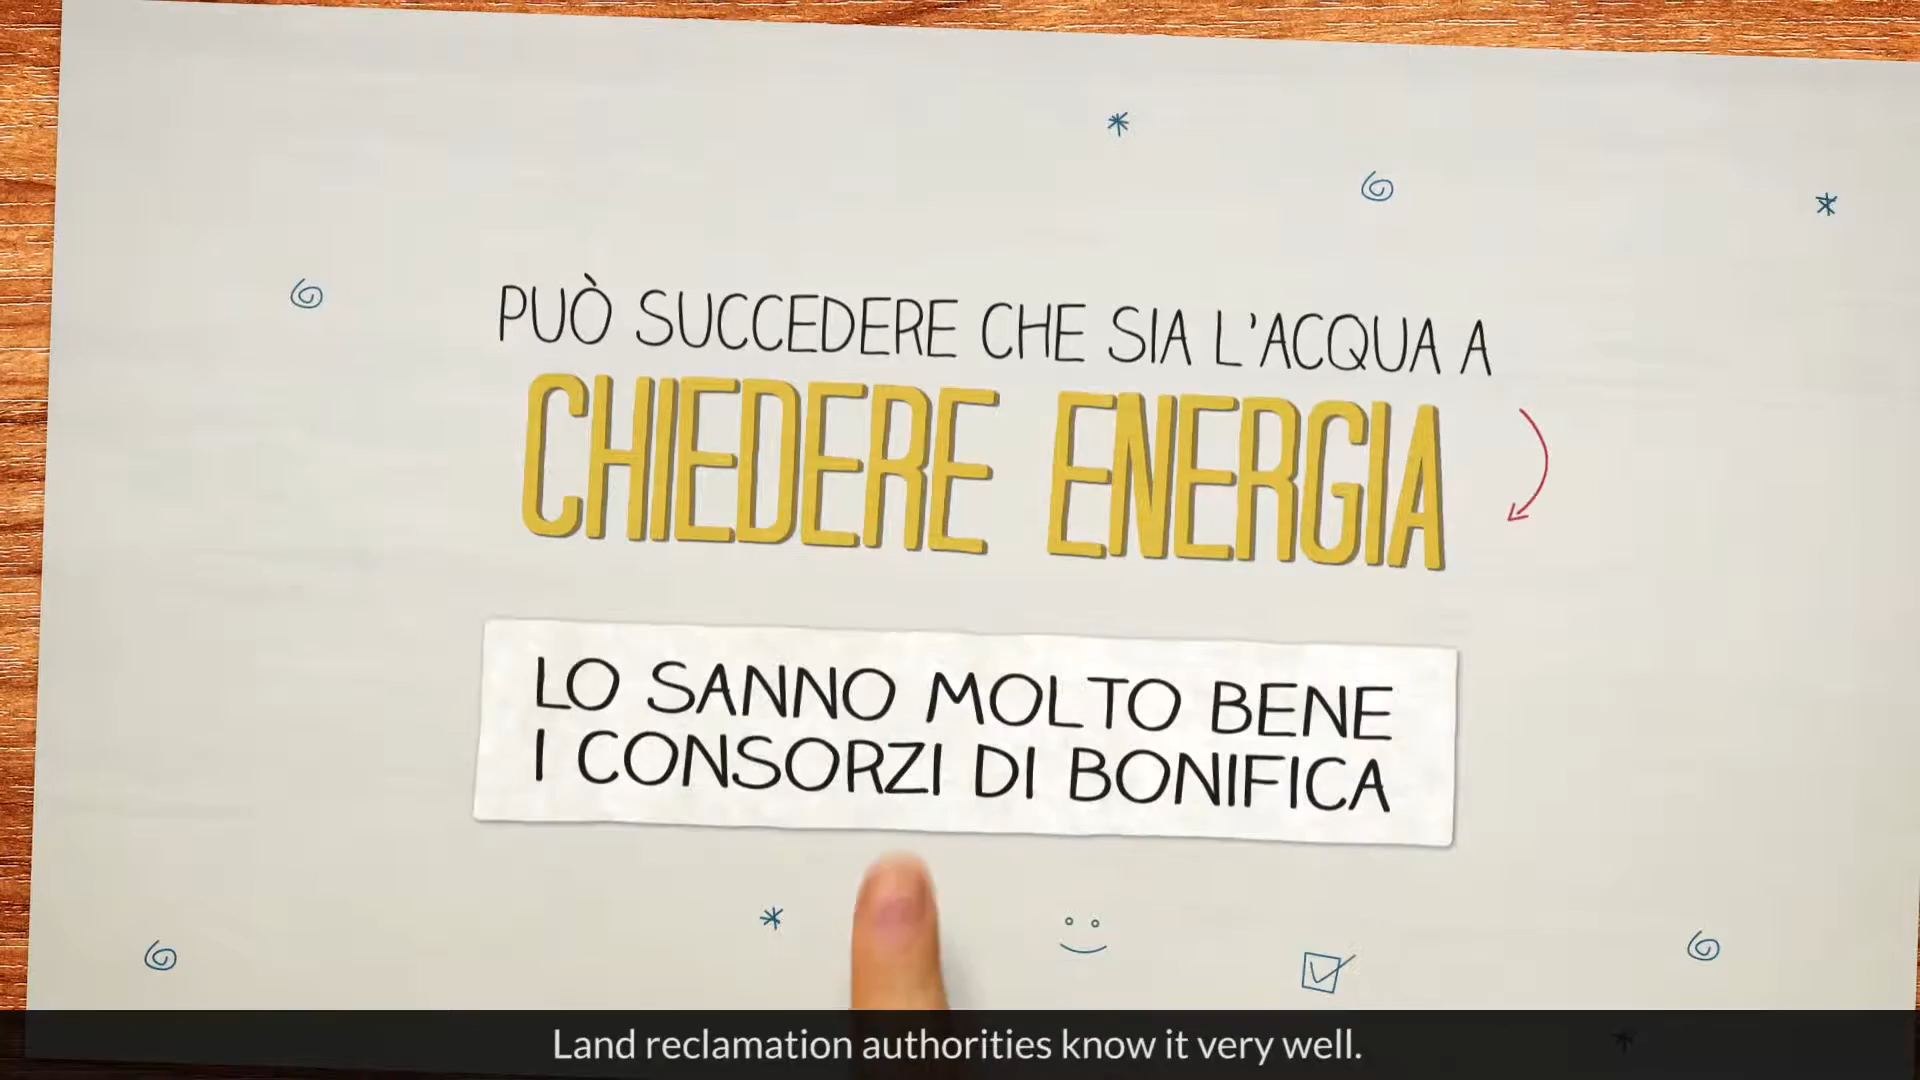 PUÒ SUCCEDERE CHE SIA L'ACQUA A
CHIEDERE ENERGIA
LO SANNO MOLTO BENE
I CONSORZI DI BONIFICA
Land reclamation authorities know it very well.